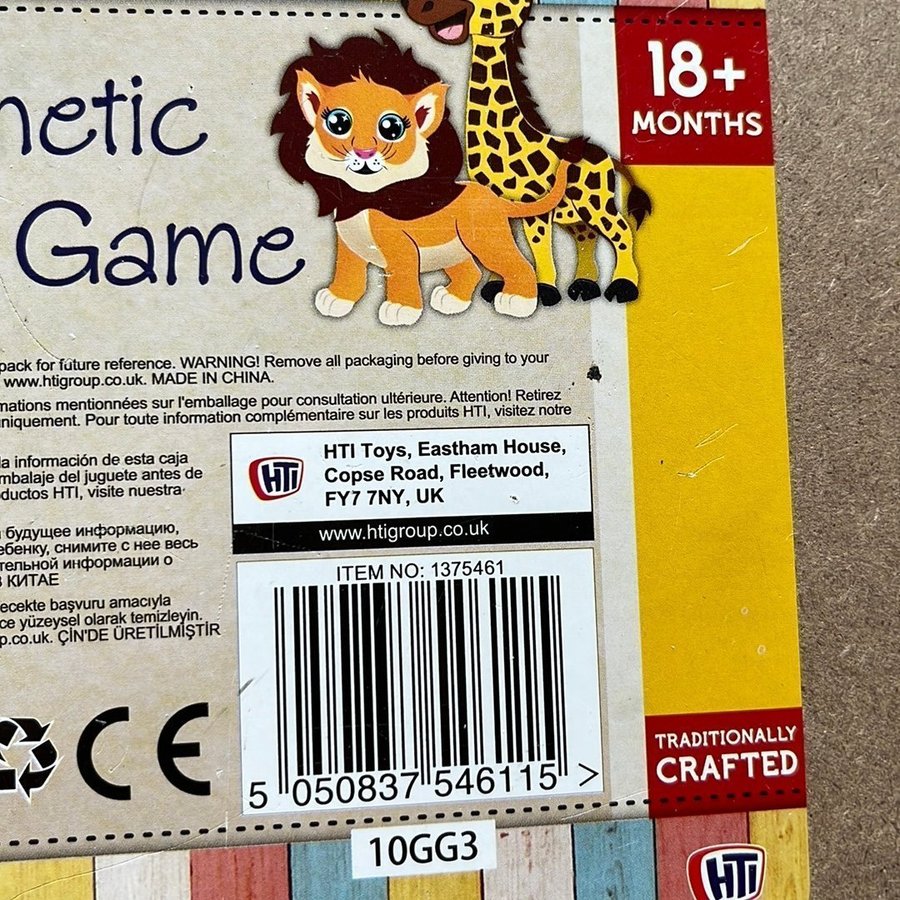 netic
Game
18+
MONTHS
pack for future reference. WARNING! Remove all packaging before giving to your
www.htigroup.co.uk. MADE IN CHINA.
mations mentionnées sur l'emballage pour consultation ultérieure. Attention! Retirez
niquement. Pour toute information complémentaire sur les produits HTI, visitez notre
la información de esta caja
mbalaje del juguete antes de
ductos HTI, visite nuestra
будущее информацию,
ебенку, снимите с нее весь
тельной информации о
В КИТАЕ
ecekte başvuru amacıyla
ce yüzeysel olarak temizleyin.
p.co.uk. ÇİN'DE ÜRETİLMİŞTİR
HTI
HTI Toys, Eastham House,
Copse Road, Fleetwood,
FY7 7NY, UK
www.htigroup.co.uk
ITEM NO: 1375461
5 050837 546115 >
CE
TRADITIONALLY
CRAFTED
10GG3
HTI